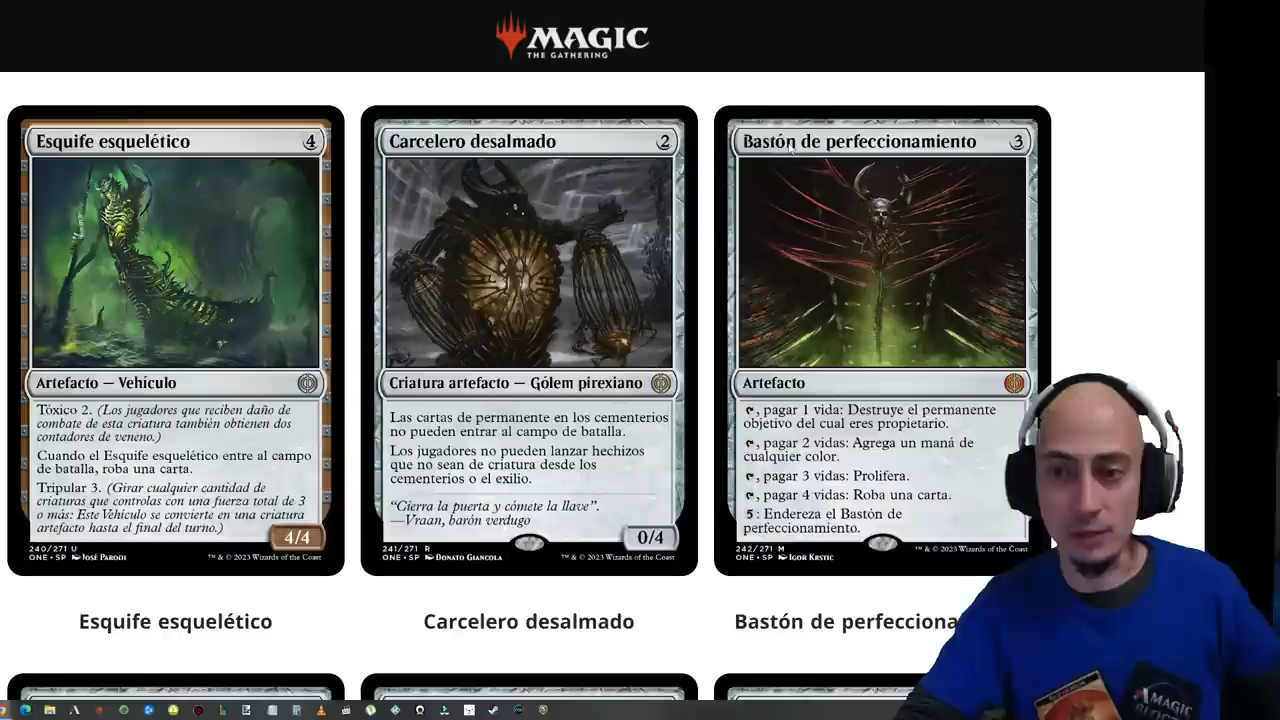 MAGIC
THE GATHERING
Esquife esquelético 4
Artefacto — Vehículo
Tóxico 2. (Los jugadores que reciben daño de
combate de esta criatura también obtienen dos
contadores de veneno.)
Cuando el Esquife esquelético entre al campo
de batalla, roba una carta.
Tripular 3. (Girar cualquier cantidad de
criaturas que controlas con una fuerza total de 3
o más: Este Vehículo se convierte en una criatura
artefacto hasta el final del turno.)
4/4
240/271 U
ONE • SP José Parodi ™ & © 2023 Wizards of the Coast
Esquife esquelético
Carcelero desalmado 2
Criatura artefacto — Gólem pirexiano
Las cartas de permanente en los cementerios
no pueden entrar al campo de batalla.
Los jugadores no pueden lanzar hechizos
que no sean de criatura desde los
cementerios o el exilio.
“Cierra la puerta y cómete la llave”.
—Vraan, barón verdugo
0/4
241/271 R
ONE • SP Donato Giancola ™ & © 2023 Wizards of the Coast
Carcelero desalmado
Bastón de perfeccionamiento 3
Artefacto
, pagar 1 vida: Destruye el permanente
objetivo del cual eres propietario.
, pagar 2 vidas: Agrega un maná de
cualquier color.
, pagar 3 vidas: Prolifera.
, pagar 4 vidas: Roba una carta.
5: Endereza el Bastón de
perfeccionamiento.
242/271 M
ONE • SP Igor Krstic ™ & © 2023 Wizards of the Coast
Bastón de perfecciona
MAGIC